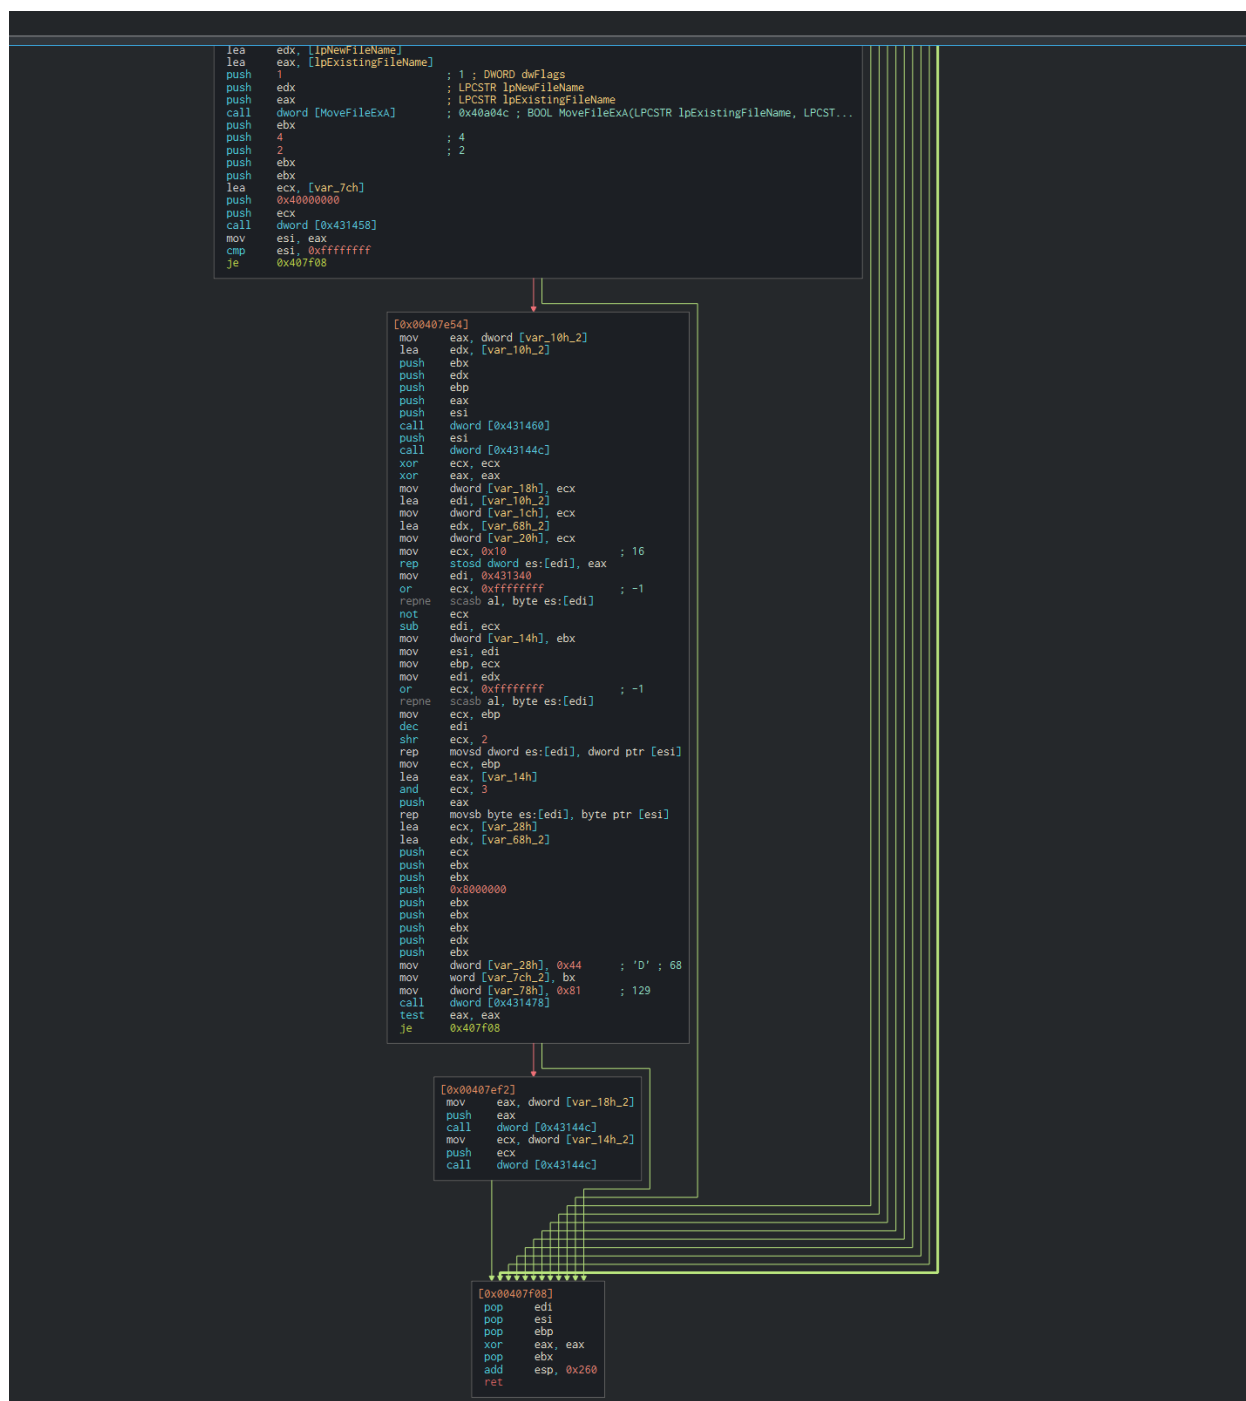 lea edx, [lpNewFileName]
lea eax, [lpExistingFileName]
push 1 ; 1 ; DWORD dwFlags
push edx ; LPCSTR lpNewFileName
push eax ; LPCSTR lpExistingFileName
call dword [MoveFileExA] ; 0x40a04c ; BOOL MoveFileExA(LPCSTR lpExistingFileName, LPCST...
push ebx
push 4 ; 4
push 2 ; 2
push ebx
push ebx
lea ecx, [var_7ch]
push 0x40000000
push ecx
call dword [0x431458]
mov esi, eax
cmp esi, 0xffffffff
je 0x407f08
[0x00407e54]
mov eax, dword [var_10h_2]
lea edx, [var_10h_2]
push ebx
push edx
push ebp
push eax
push esi
call dword [0x431460]
push esi
call dword [0x43144c]
xor ecx, ecx
xor eax, eax
mov dword [var_18h], ecx
lea edi, [var_10h_2]
mov dword [var_1ch], ecx
lea edx, [var_68h_2]
mov dword [var_20h], ecx
mov ecx, 0x10 ; 16
rep stosd dword es:[edi], eax
mov edi, 0x431340
or ecx, 0xffffffff ; -1
repne scasb al, byte es:[edi]
not ecx
sub edi, ecx
mov dword [var_14h], ebx
mov esi, edi
mov ebp, ecx
mov edi, edx
or ecx, 0xffffffff ; -1
repne scasb al, byte es:[edi]
mov ecx, ebp
dec edi
shr ecx, 2
rep movsd dword es:[edi], dword ptr [esi]
mov ecx, ebp
lea eax, [var_14h]
and ecx, 3
push eax
rep movsb byte es:[edi], byte ptr [esi]
lea ecx, [var_28h]
lea edx, [var_68h_2]
push ecx
push ebx
push ebx
push 0x8000000
push ebx
push ebx
push ebx
push edx
push ebx
mov dword [var_28h], 0x44 ; 'D' ; 68
mov word [var_7ch_2], bx
mov dword [var_78h], 0x81 ; 129
call dword [0x431478]
test eax, eax
je 0x407f08
[0x00407ef2]
mov eax, dword [var_18h_2]
push eax
call dword [0x43144c]
mov ecx, dword [var_14h_2]
push ecx
call dword [0x43144c]
[0x00407f08]
pop edi
pop esi
pop ebp
xor eax, eax
pop ebx
add esp, 0x260
ret